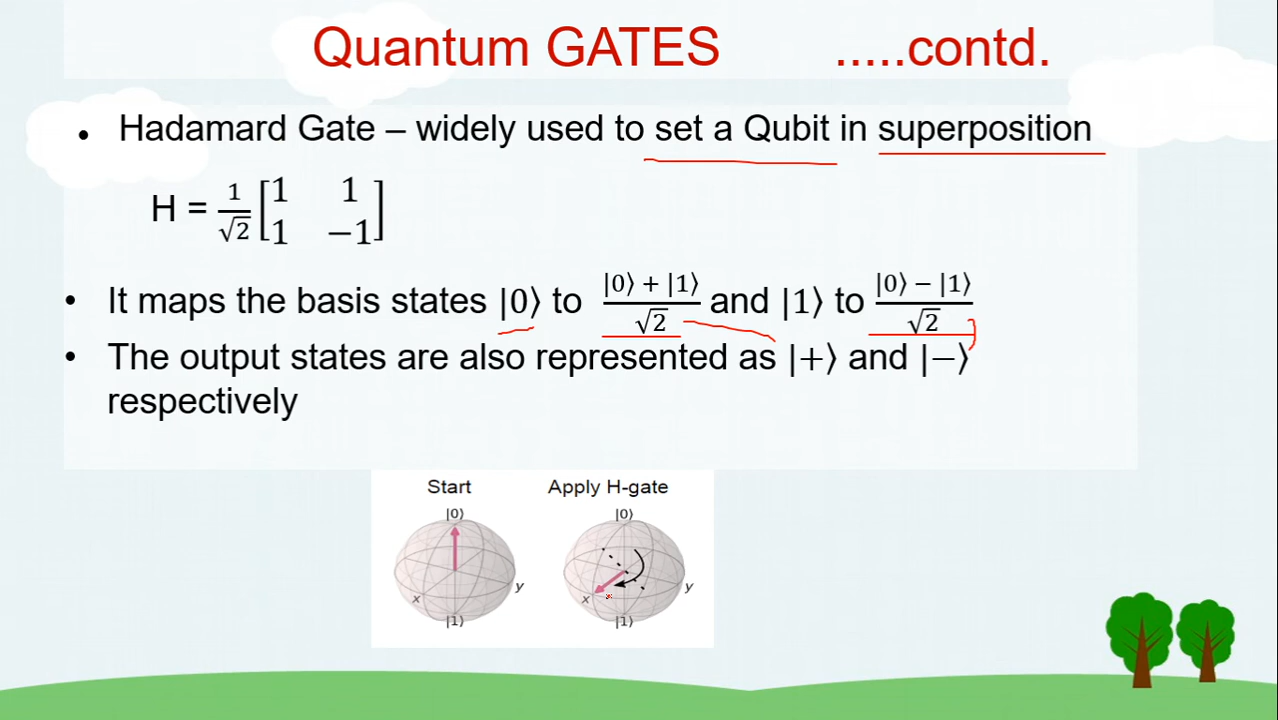 Quantum GATES .....contd.
• Hadamard Gate – widely used to set a Qubit in superposition
H = 1/√2 [1 1
1 −1]
• It maps the basis states |0⟩ to |0⟩ + |1⟩/√2 and |1⟩ to |0⟩ − |1⟩/√2
• The output states are also represented as |+⟩ and |−⟩
respectively
Start Apply H-gate
|0⟩ |0⟩
y y
x x
|1⟩ |1⟩